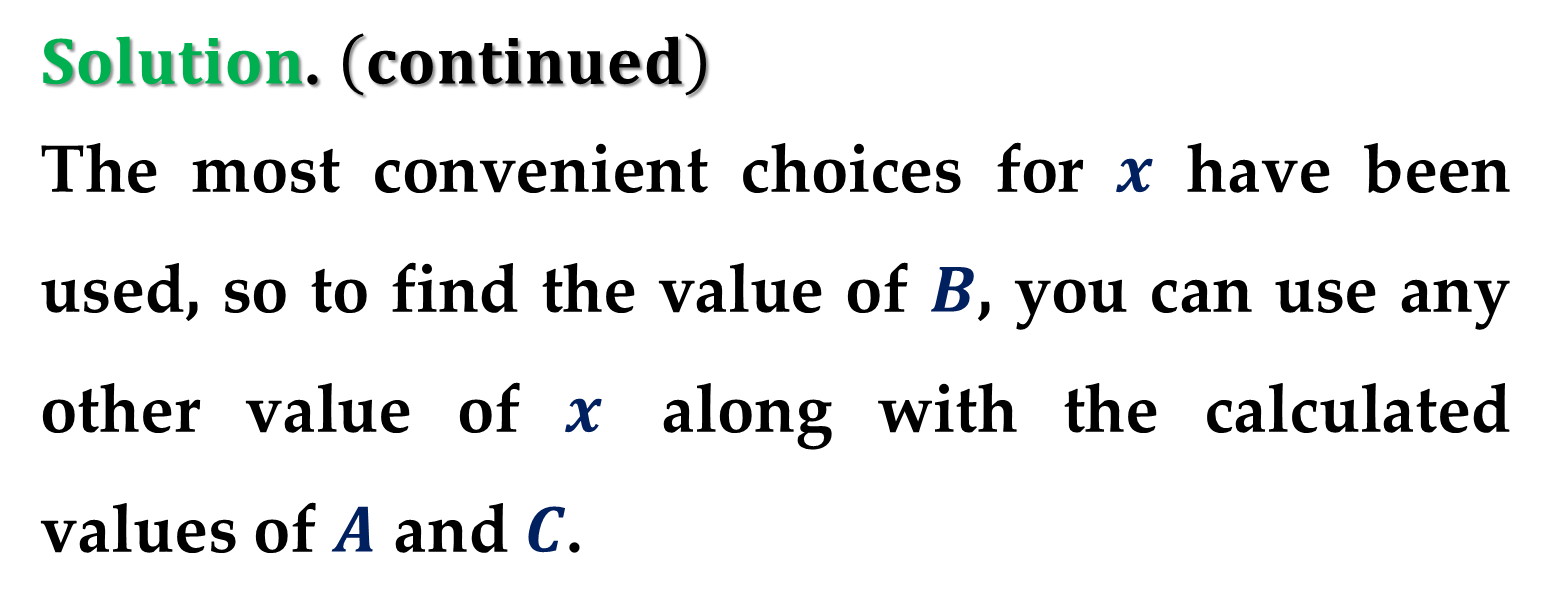 Solution. (continued)
The most convenient choices for x have been
used, so to find the value of B, you can use any
other value of x along with the calculated
values of A and C.